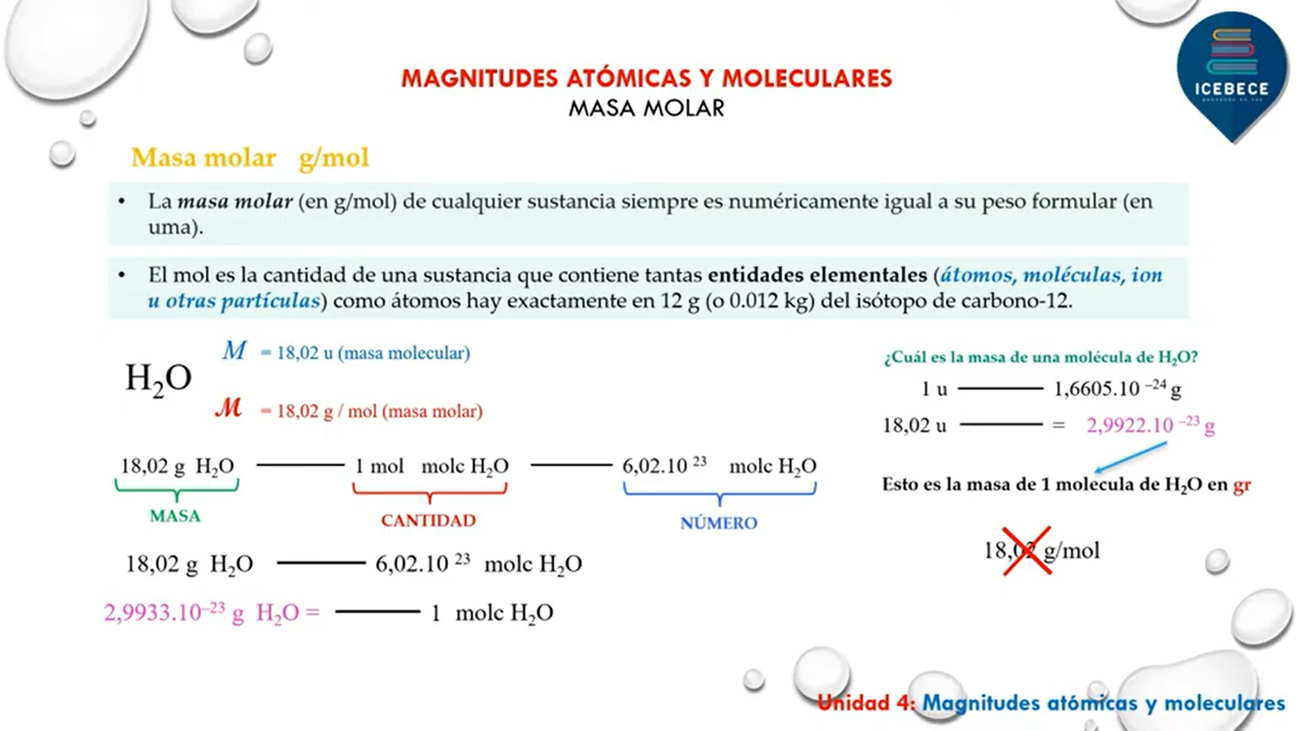 MAGNITUDES ATÓMICAS Y MOLECULARES
MASA MOLAR
ICEBECE
Masa molar g/mol
• La masa molar (en g/mol) de cualquier sustancia siempre es numéricamente igual a su peso formular (en
uma).
• El mol es la cantidad de una sustancia que contiene tantas entidades elementales (átomos, moléculas, ion
u otras partículas) como átomos hay exactamente en 12 g (o 0.012 kg) del isótopo de carbono-12.
H₂O
M = 18,02 u (masa molecular)
M = 18,02 g / mol (masa molar)
18,02 g H₂O —— 1 mol molc H₂O —— 6,02.10 ²³ molc H₂O
MASA CANTIDAD NÚMERO
18,02 g H₂O —— 6,02.10 ²³ molc H₂O
2,9933.10⁻²³ g H₂O = —— 1 molc H₂O
¿Cuál es la masa de una molécula de H₂O?
1 u —— 1,6605.10 ⁻²⁴ g
18,02 u —— = 2,9922.10 ⁻²³ g
Esto es la masa de 1 molecula de H₂O en gr
18,02 g/mol
Unidad 4: Magnitudes atómicas y moleculares